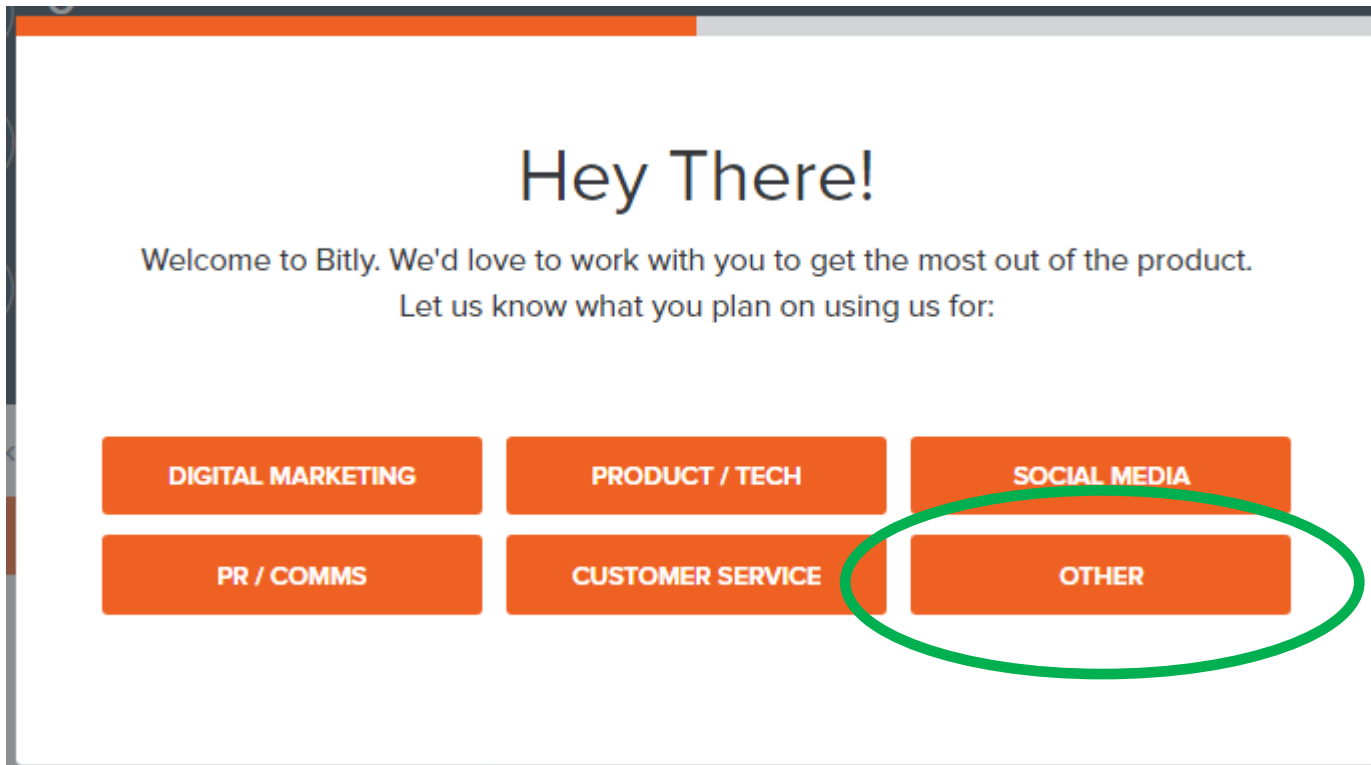 Hey There!
Welcome to Bitly. We'd love to work with you to get the most out of the product.
Let us know what you plan on using us for:
DIGITAL MARKETING
PRODUCT / TECH
SOCIAL MEDIA
PR / COMMS
CUSTOMER SERVICE
OTHER